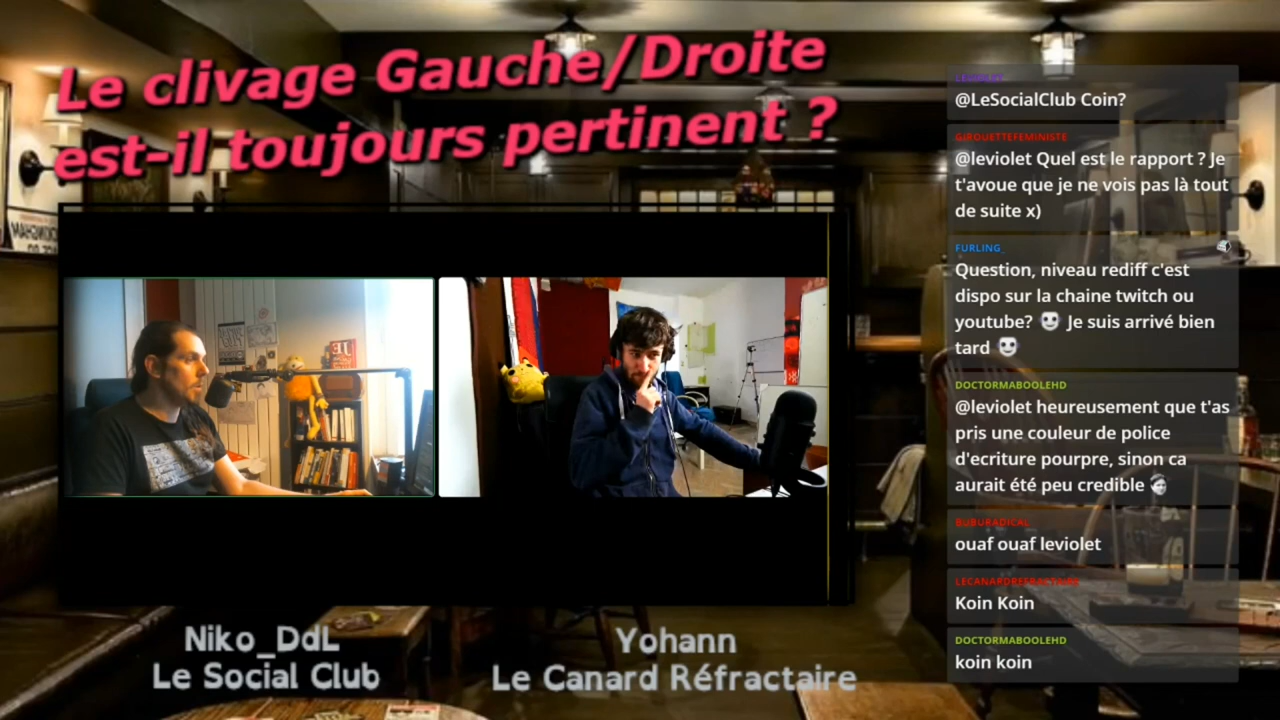 Le clivage Gauche/Droite
est-il toujours pertinent ?
@LeSocialClub Coin?
GIROUETTEFEMINISTE
@leviolet Quel est le rapport ? Je
t'avoue que je ne vois pas là tout
de suite x)
FURLING_
Question, niveau rediff c'est
dispo sur la chaine twitch ou
youtube? Je suis arrivé bien
tard
DOCTORMABOOLEHD
@leviolet heureusement que t'as
pris une couleur de police
d'ecriture pourpre, sinon ca
aurait été peu credible
BUBURADICAL
ouaf ouaf leviolet
LECANARDREFRACTAIRE
Koin Koin
DOCTORMABOOLEHD
koin koin
Niko_DdL
Le Social Club
Yohann
Le Canard Réfractaire